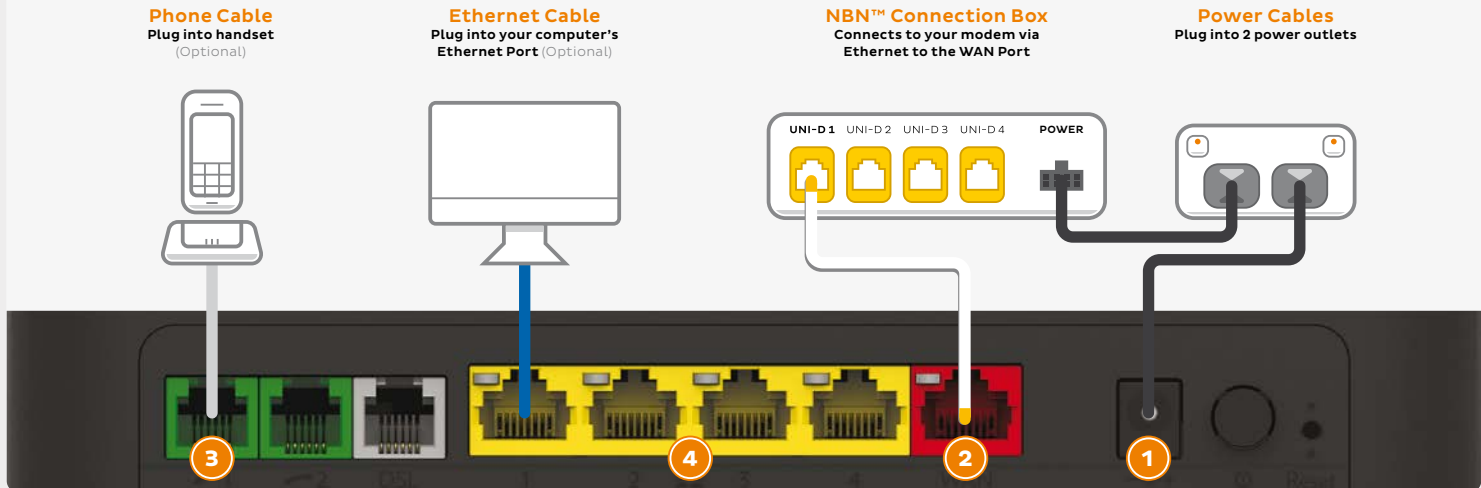 Phone Cable
Plug into handset
(Optional)
Ethernet Cable
Plug into your computer's
Ethernet Port (Optional)
NBN™ Connection Box
Connects to your modem via
Ethernet to the WAN Port
Power Cables
Plug into 2 power outlets
UNI-D 1 UNI-D 2 UNI-D 3 UNI-D 4 POWER
3 4 2 1
2 DSL 1 2 3 4 Reset